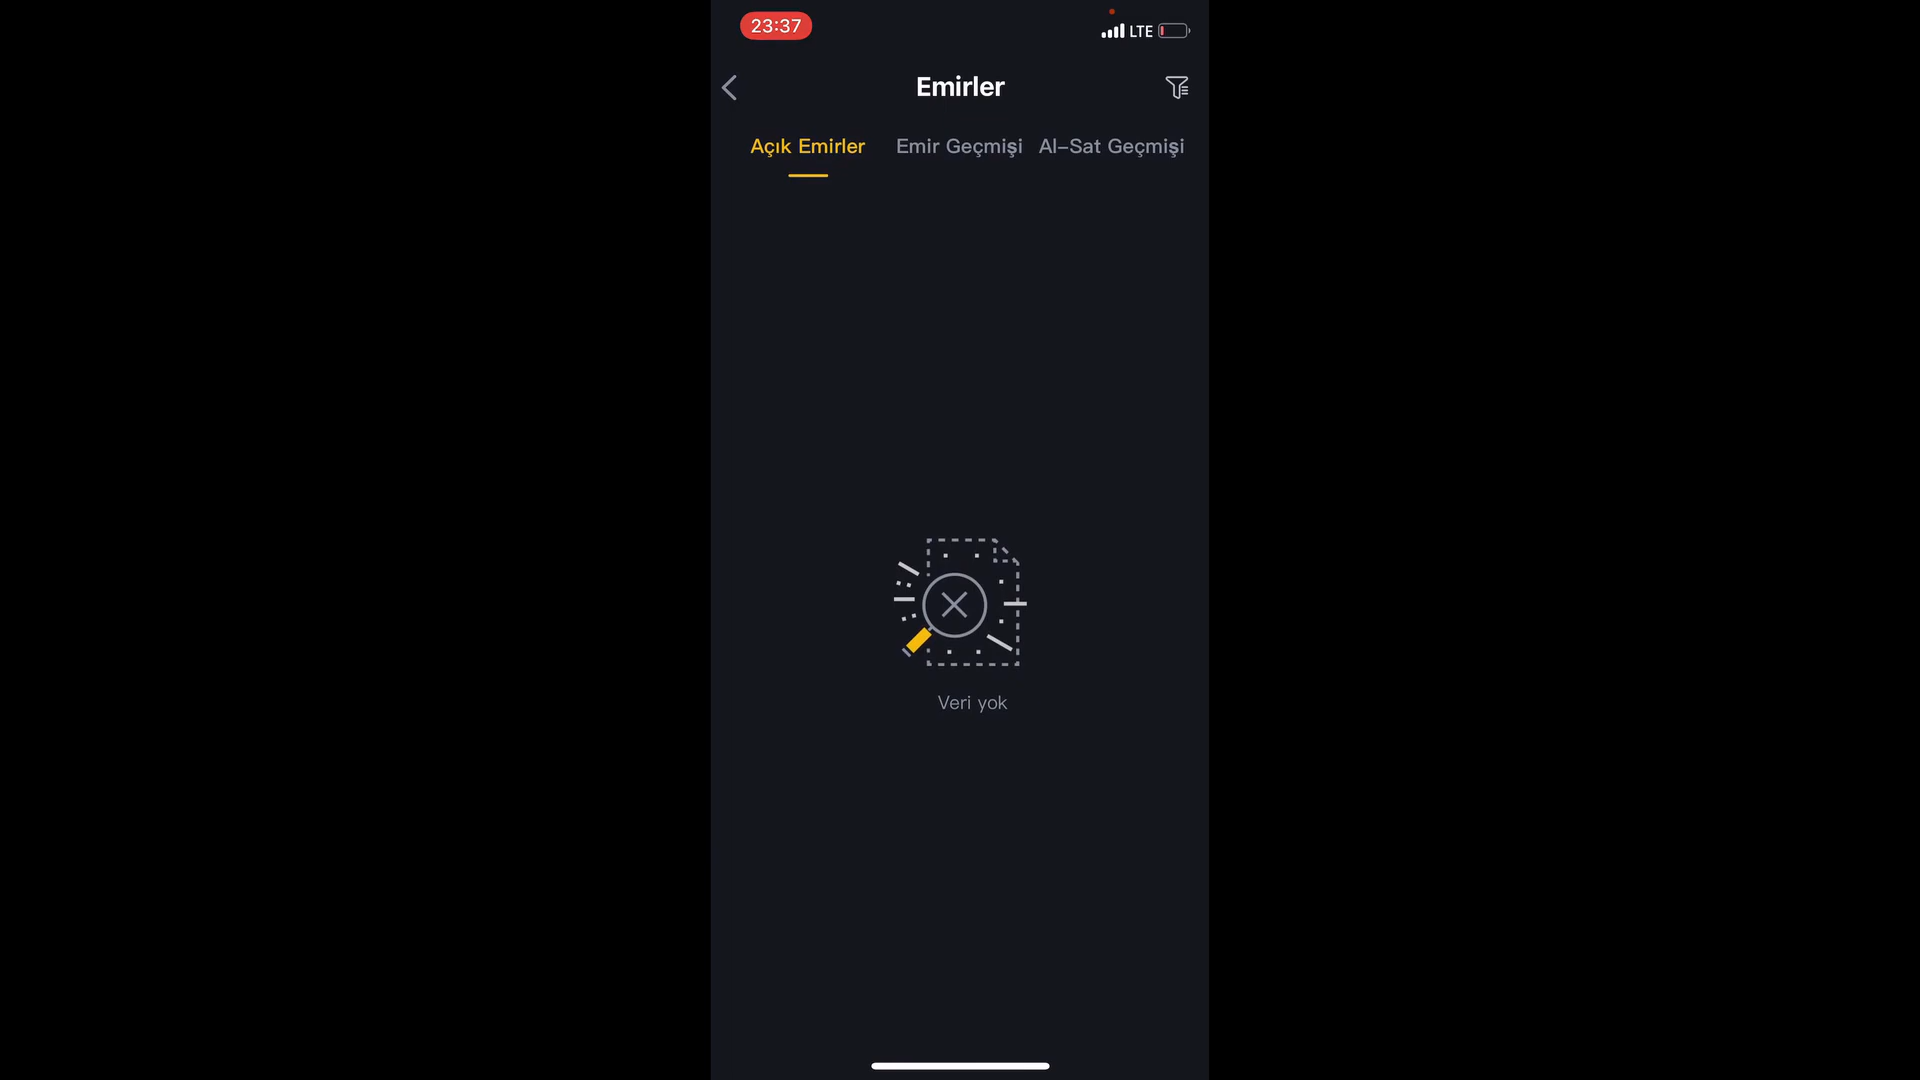 23:37
LTE
Emirler
Açık Emirler Emir Geçmişi Al-Sat Geçmişi
Veri yok